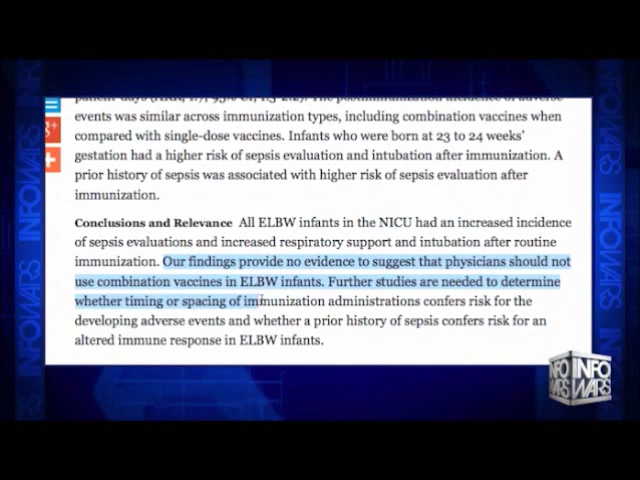 events was similar across immunization types, including combination vaccines when
compared with single-dose vaccines. Infants who were born at 23 to 24 weeks'
gestation had a higher risk of sepsis evaluation and intubation after immunization. A
prior history of sepsis was associated with higher risk of sepsis evaluation after
immunization.
Conclusions and Relevance All ELBW infants in the NICU had an increased incidence
of sepsis evaluations and increased respiratory support and intubation after routine
immunization. Our findings provide no evidence to suggest that physicians should not
use combination vaccines in ELBW infants. Further studies are needed to determine
whether timing or spacing of immunization administrations confers risk for the
developing adverse events and whether a prior history of sepsis confers risk for an
altered immune response in ELBW infants.
INFOWARS
INFOWARS
INFOWARS
INFOWARS
INFO WARS
INFO WARS